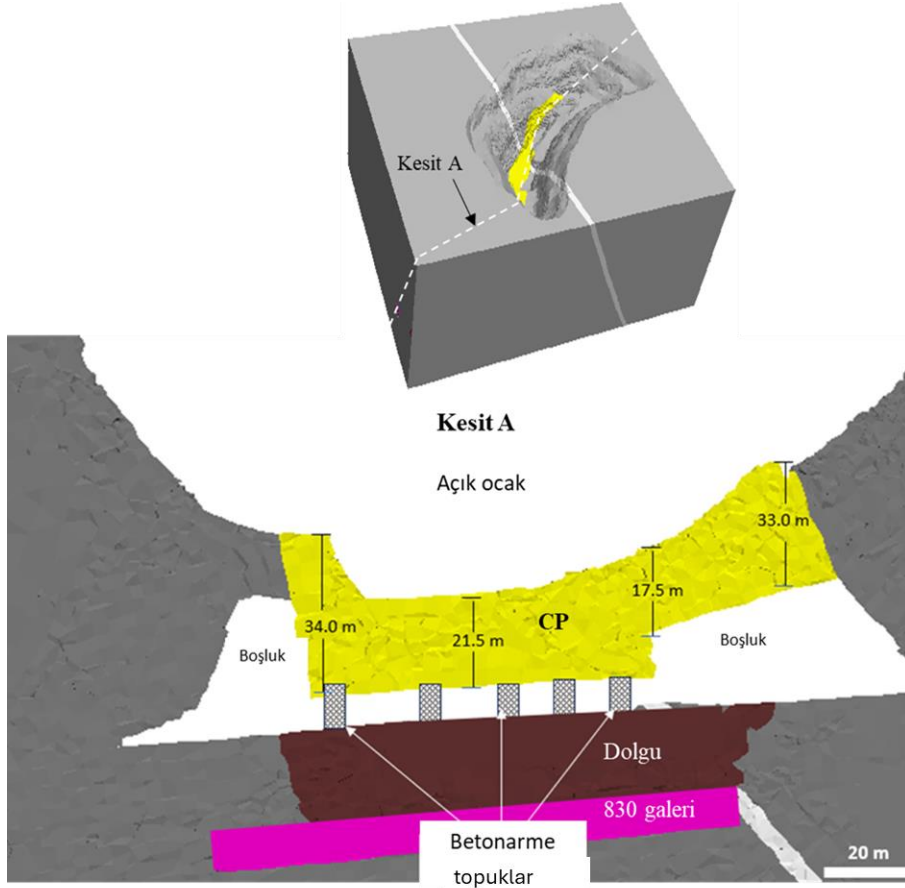 Kesit A
Kesit A
Açık ocak
33.0 m
17.5 m
34.0 m
21.5 m
CP
Boşluk
Boşluk
Dolgu
830 galeri
Betonarme
topuklar
20 m